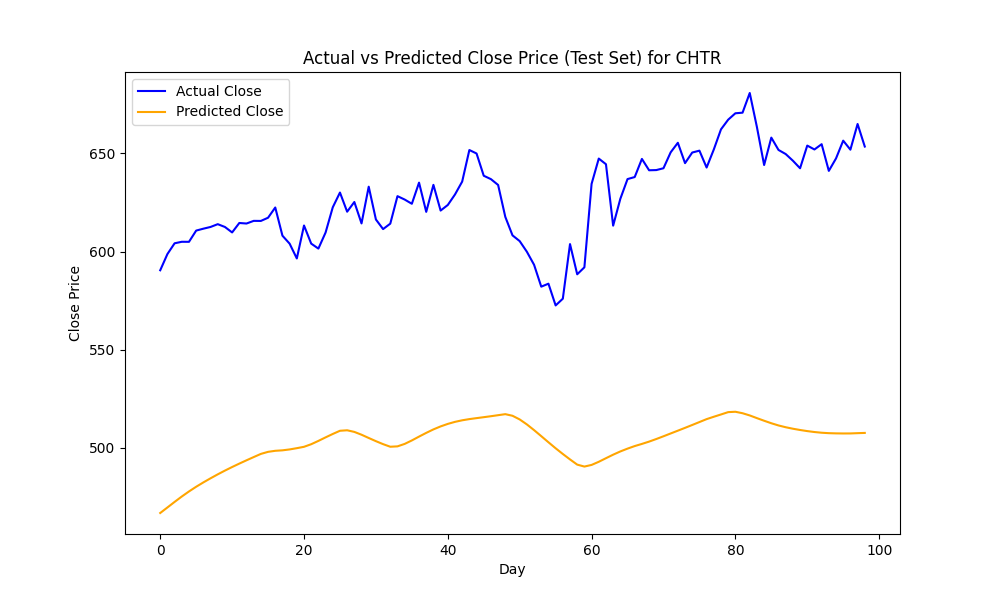 Actual vs Predicted Close Price (Test Set) for CHTR
Actual Close
Predicted Close
650
600
550
500
Close Price
0 20 40 60 80 100
Day